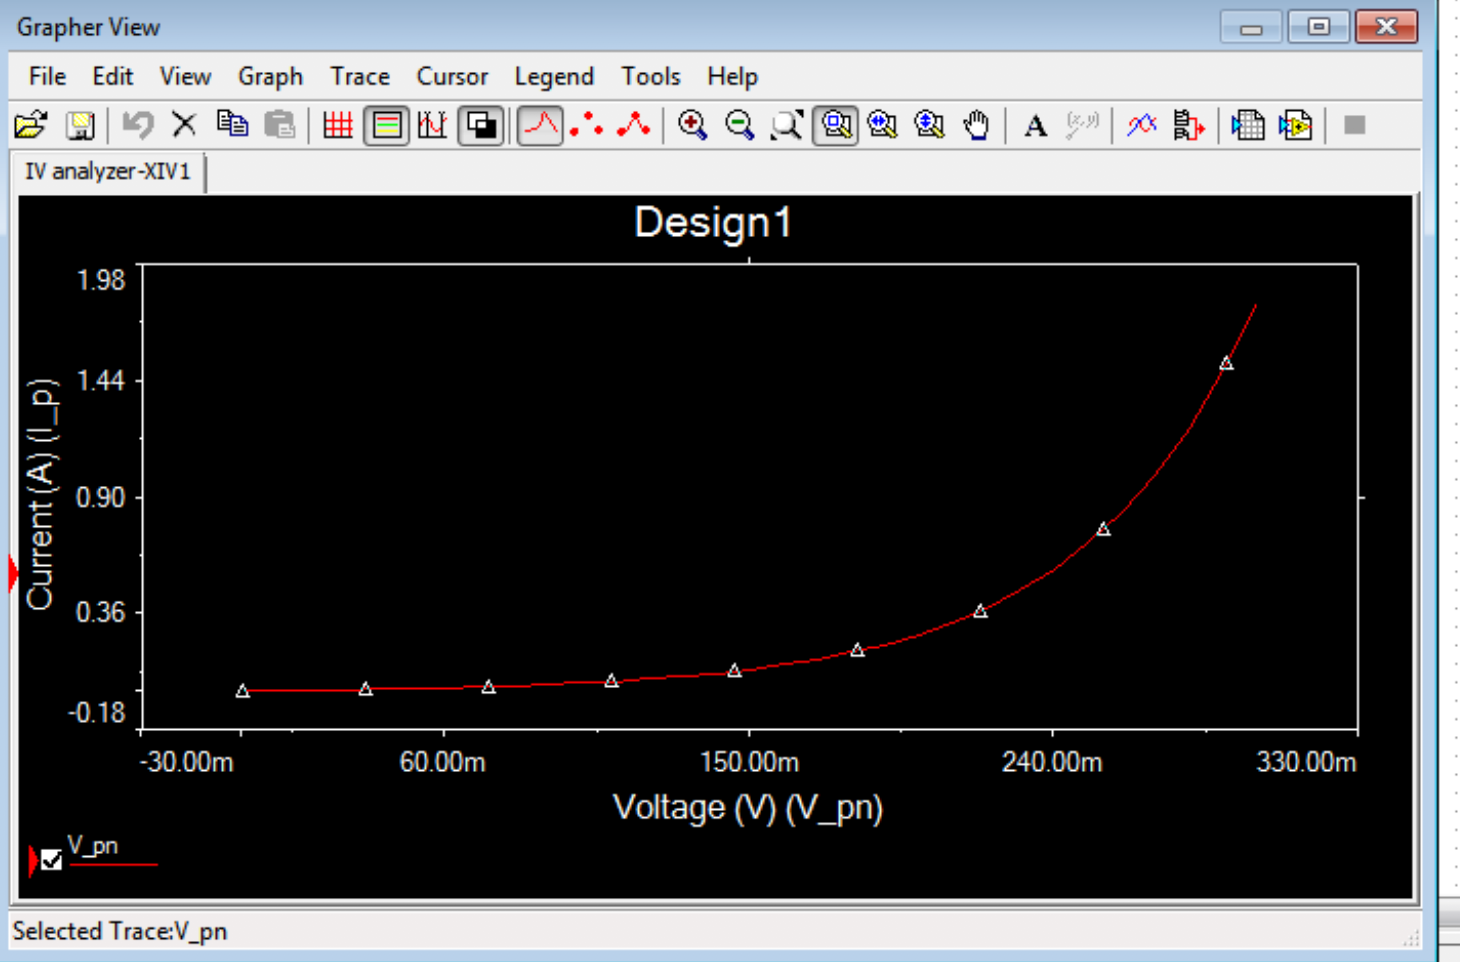 Grapher View
File Edit View Graph Trace Cursor Legend Tools Help
A (x,y)
IV analyzer-XIV1
Design1
1.98
1.44
0.90
0.36
-0.18
Current (A) (I_p)
-30.00m 60.00m 150.00m 240.00m 330.00m
Voltage (V) (V_pn)
V_pn
Selected Trace:V_pn